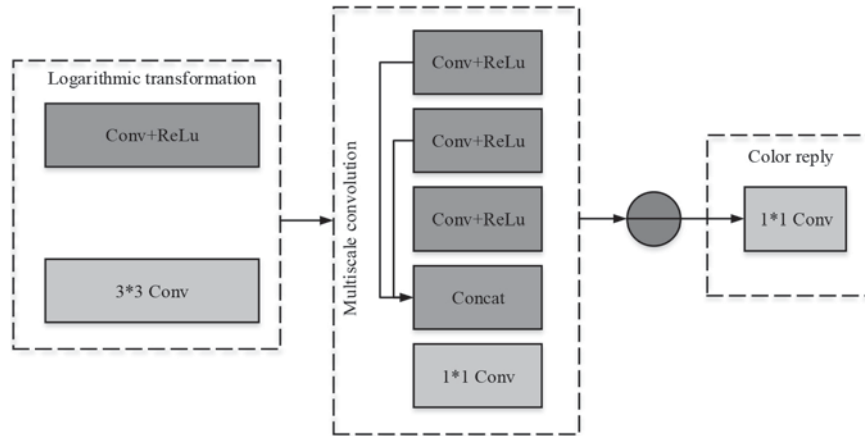 Logarithmic transformation
Conv+ReLu
3*3 Conv
Multiscale convolution
Conv+ReLu
Conv+ReLu
Conv+ReLu
Concat
1*1 Conv
Color reply
1*1 Conv